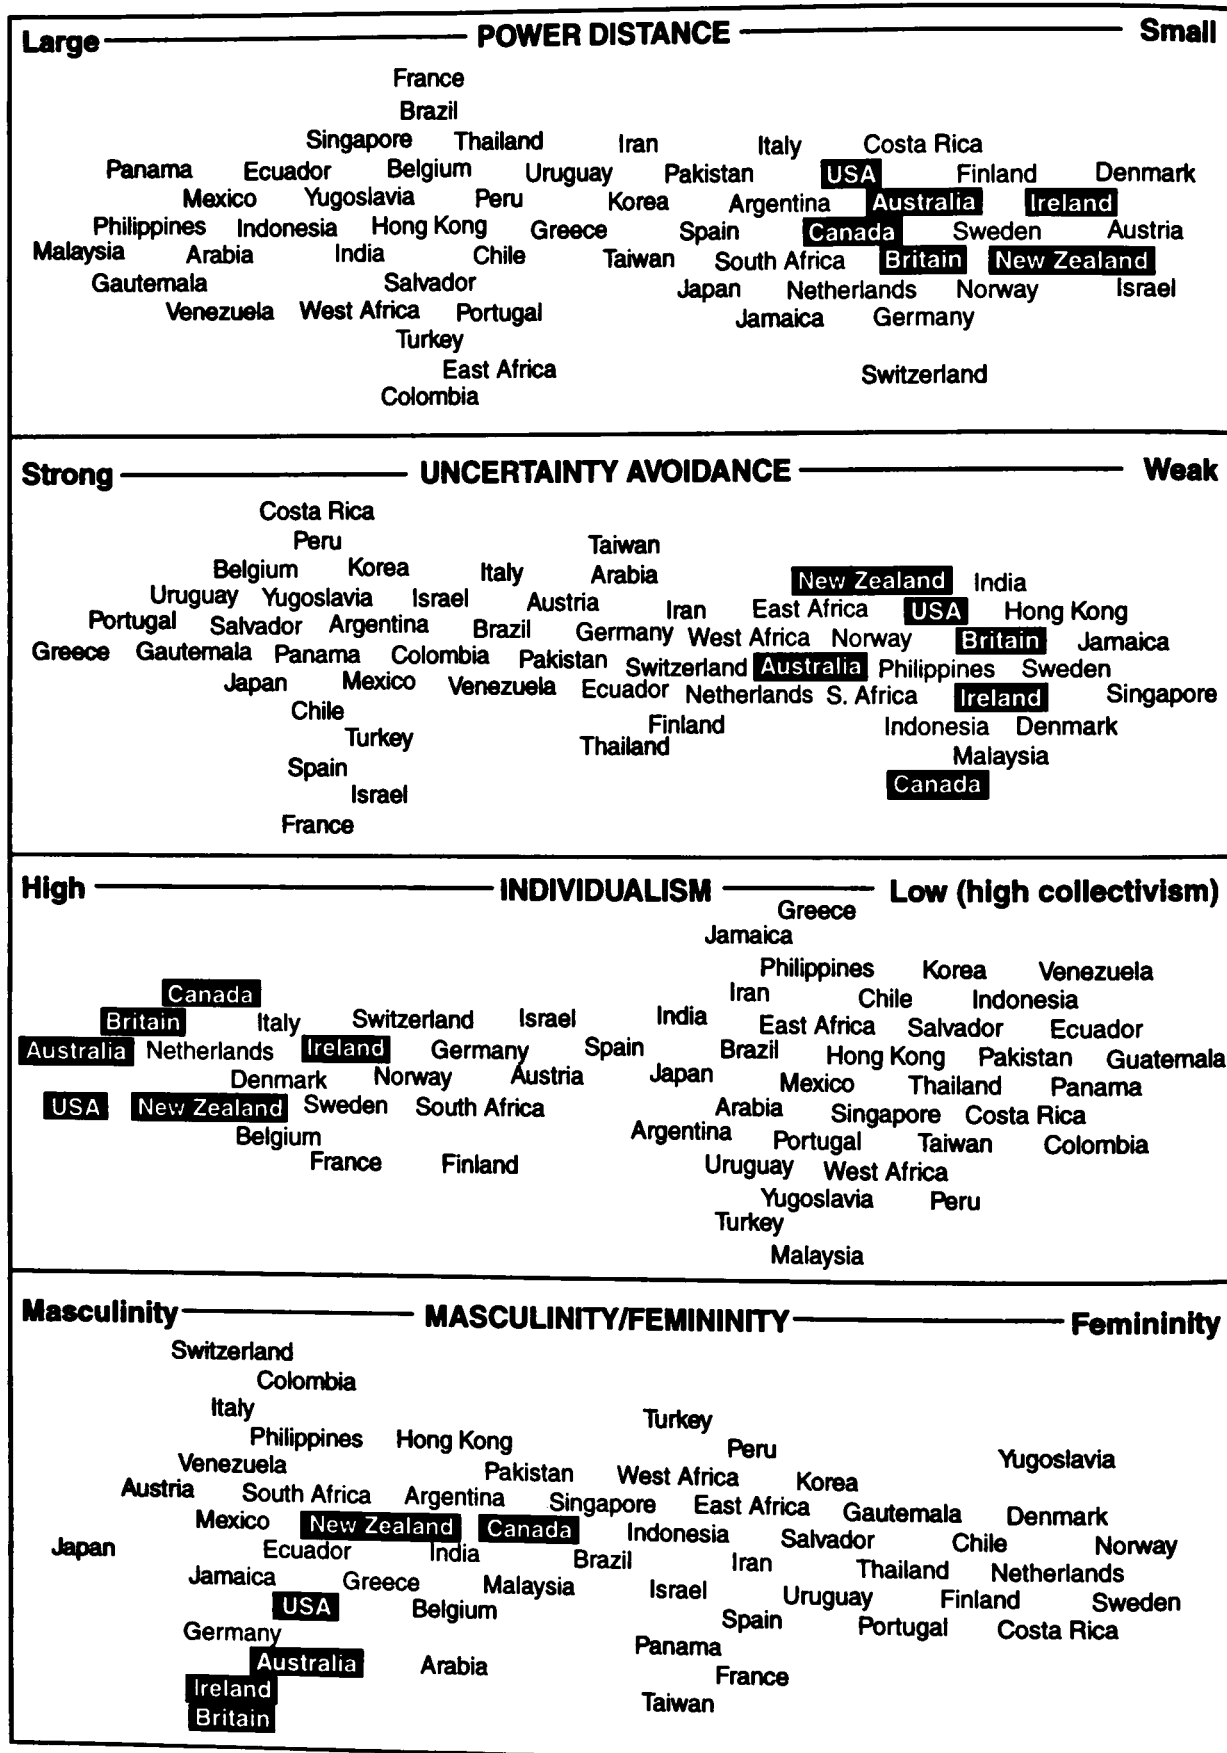 Large POWER DISTANCE Small
France
Brazil
Singapore Thailand Iran Italy Costa Rica
Panama Ecuador Belgium Uruguay Pakistan USA Finland Denmark
Mexico Yugoslavia Peru Korea Argentina Australia Ireland
Philippines Indonesia Hong Kong Greece Spain Canada Sweden Austria
Malaysia Arabia India Chile Taiwan South Africa Britain New Zealand
Gautemala Salvador Japan Netherlands Norway Israel
Venezuela West Africa Portugal Jamaica Germany
Turkey
East Africa Switzerland
Colombia
Strong UNCERTAINTY AVOIDANCE Weak
Costa Rica
Peru Taiwan
Belgium Korea Italy Arabia New Zealand India
Uruguay Yugoslavia Israel Austria Iran East Africa USA Hong Kong
Portugal Salvador Argentina Brazil Germany West Africa Norway Britain Jamaica
Greece Gautemala Panama Colombia Pakistan Switzerland Australia Philippines Sweden
Japan Mexico Venezuela Ecuador Netherlands S. Africa Ireland Singapore
Chile Finland Indonesia Denmark
Turkey Thailand Malaysia
Spain Canada
Israel
France
High INDIVIDUALISM Low (high collectivism)
Greece
Jamaica
Philippines Korea Venezuela
Canada Iran Chile Indonesia
Britain Italy Switzerland Israel India East Africa Salvador Ecuador
Australia Netherlands Ireland Germany Spain Brazil Hong Kong Pakistan Guatemala
Denmark Norway Austria Japan Mexico Thailand Panama
USA New Zealand Sweden South Africa Arabia Singapore Costa Rica
Belgium Argentina Portugal Taiwan Colombia
France Finland Uruguay West Africa
Yugoslavia Peru
Turkey
Malaysia
Masculinity MASCULINITY/FEMININITY Femininity
Switzerland
Colombia
Italy Turkey
Philippines Hong Kong Peru Yugoslavia
Venezuela Pakistan West Africa Korea
Austria South Africa Argentina Singapore East Africa Gautemala Denmark
Mexico New Zealand Canada Indonesia Salvador Chile Norway
Japan Ecuador India Brazil Iran Thailand Netherlands
Jamaica Greece Malaysia Israel Uruguay Finland Sweden
USA Belgium Spain Portugal Costa Rica
Germany Panama
Australia Arabia France
Ireland Taiwan
Britain